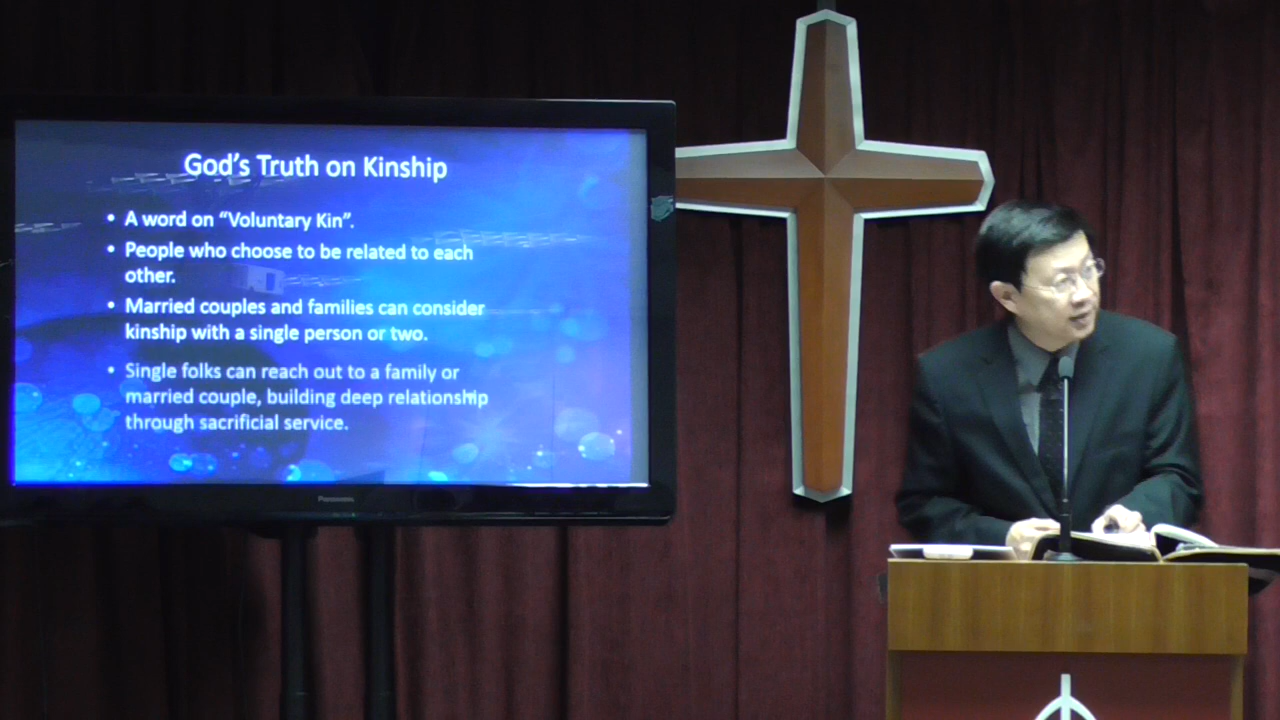 God's Truth on Kinship
• A word on “Voluntary Kin”.
• People who choose to be related to each
other.
• Married couples and families can consider
kinship with a single person or two.
• Single folks can reach out to a family or
married couple, building deep relationship
through sacrificial service.
Panasonic